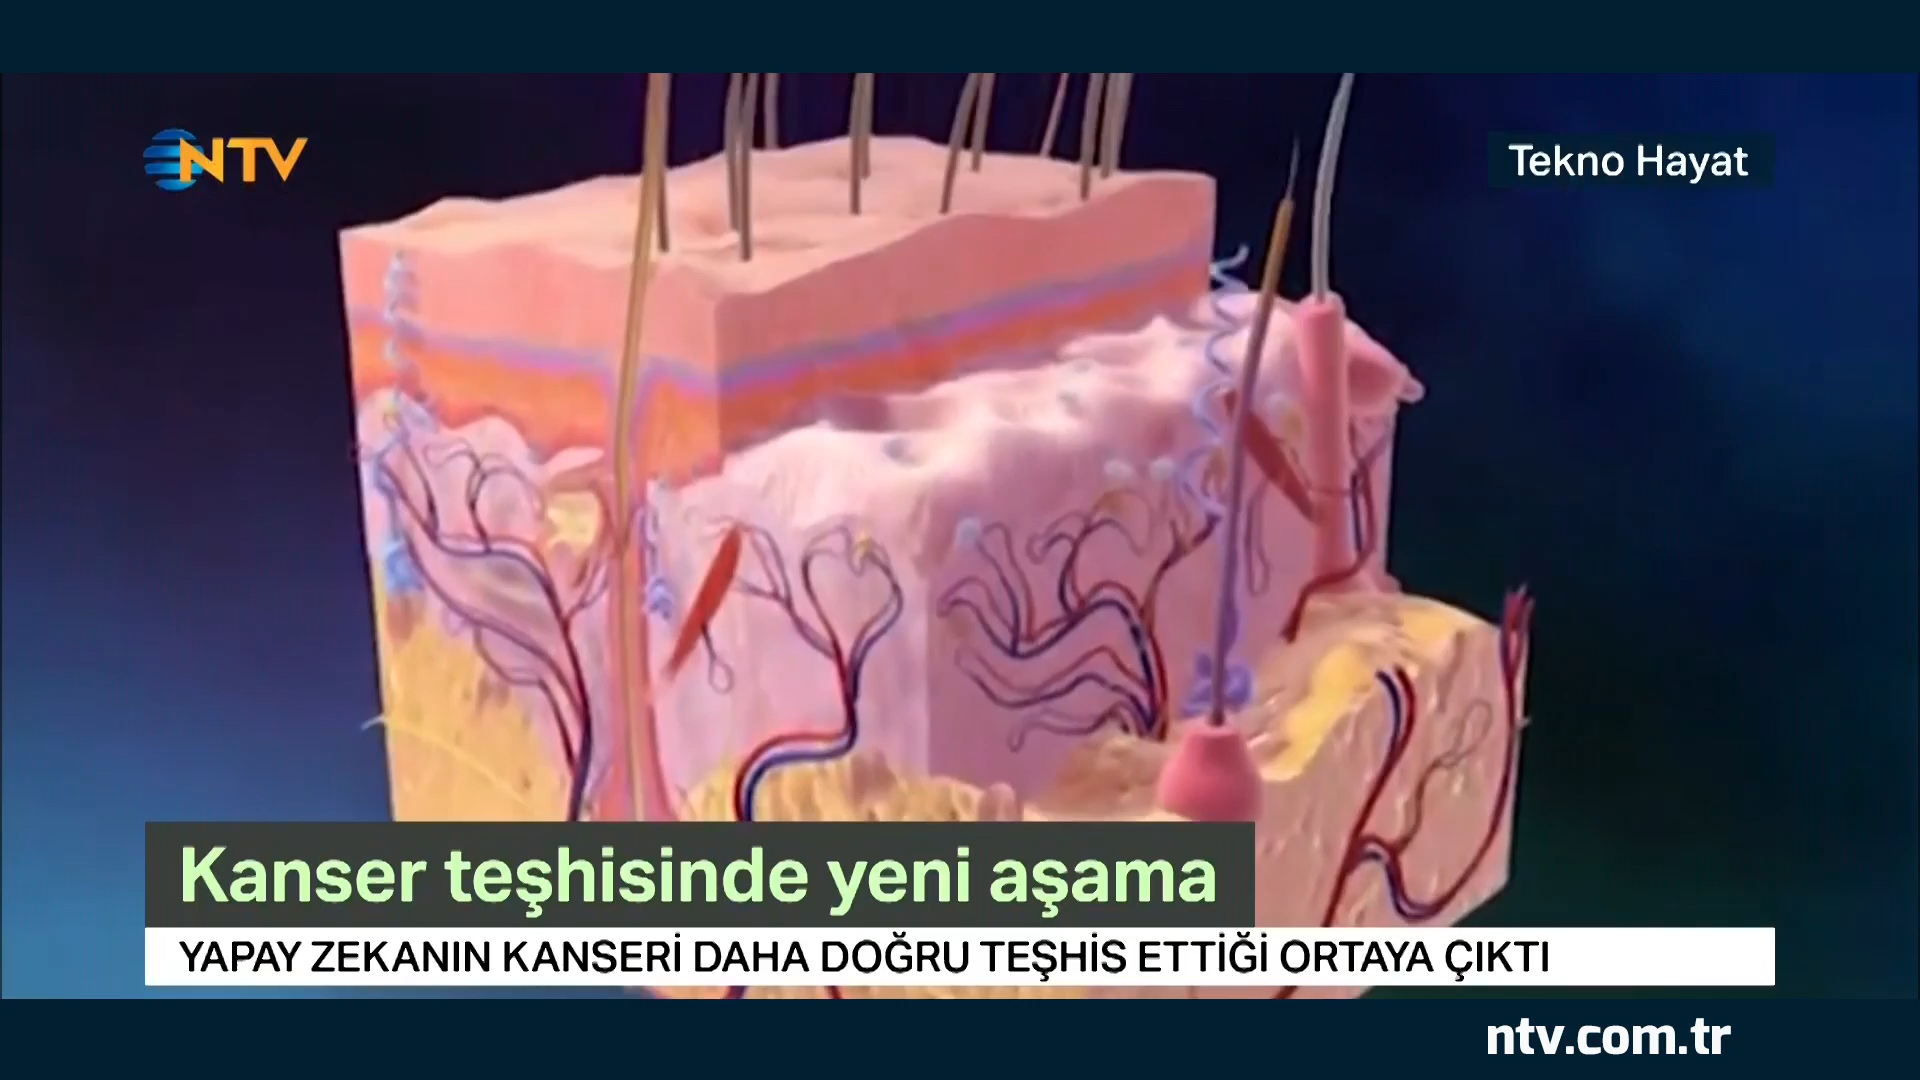 NTV
Tekno Hayat
Kanser teşhisinde yeni aşama
YAPAY ZEKANIN KANSERİ DAHA DOĞRU TEŞHİS ETTİĞİ ORTAYA ÇIKTI
ntv.com.tr